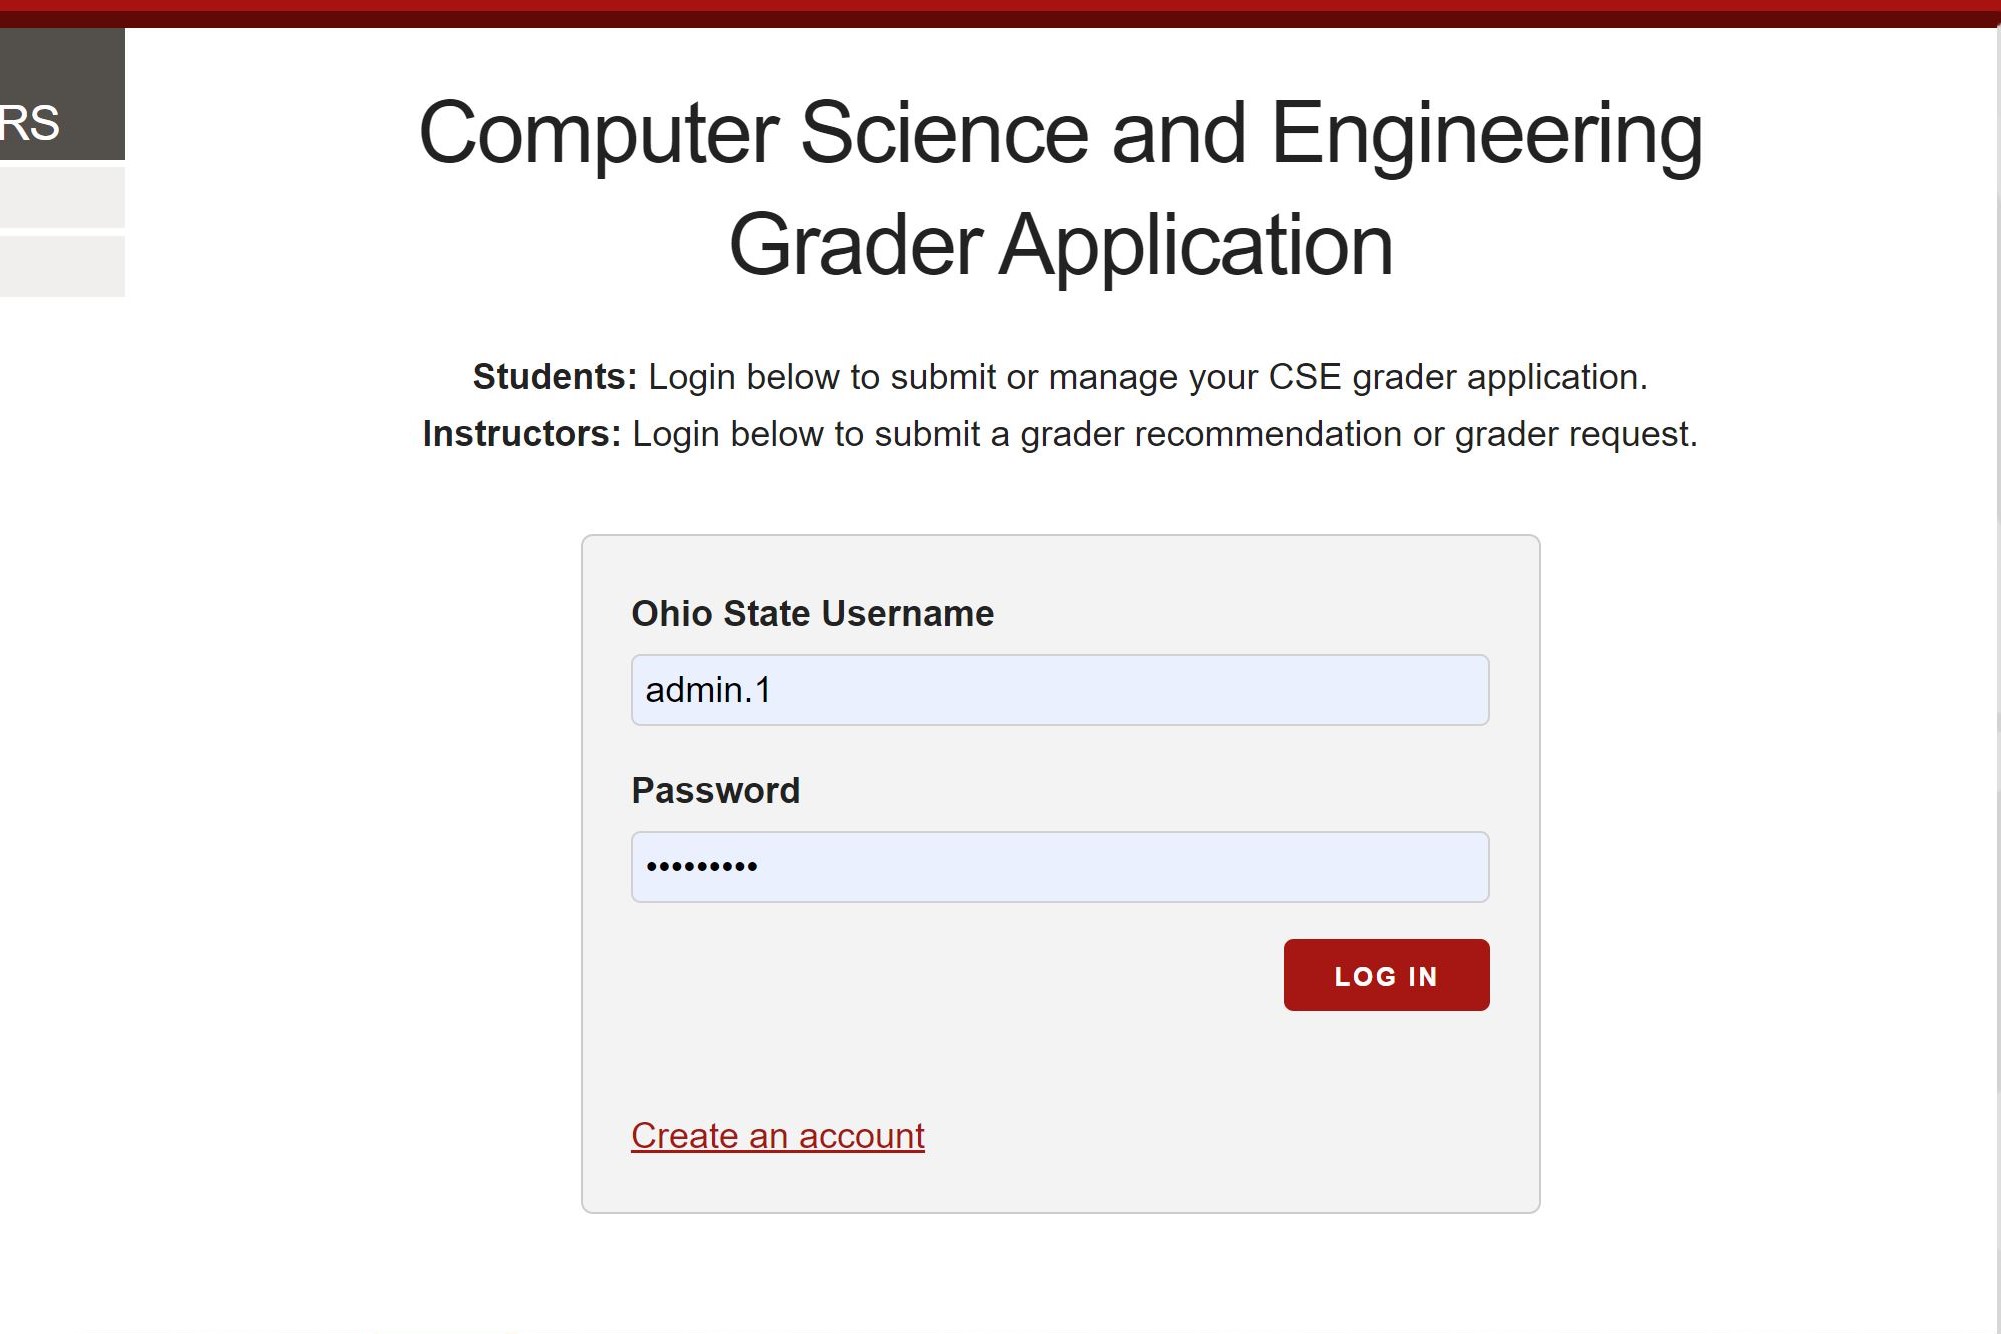 RS
Computer Science and Engineering
Grader Application
Students: Login below to submit or manage your CSE grader application.
Instructors: Login below to submit a grader recommendation or grader request.
Ohio State Username
admin.1
Password
•••••••••
LOG IN
Create an account